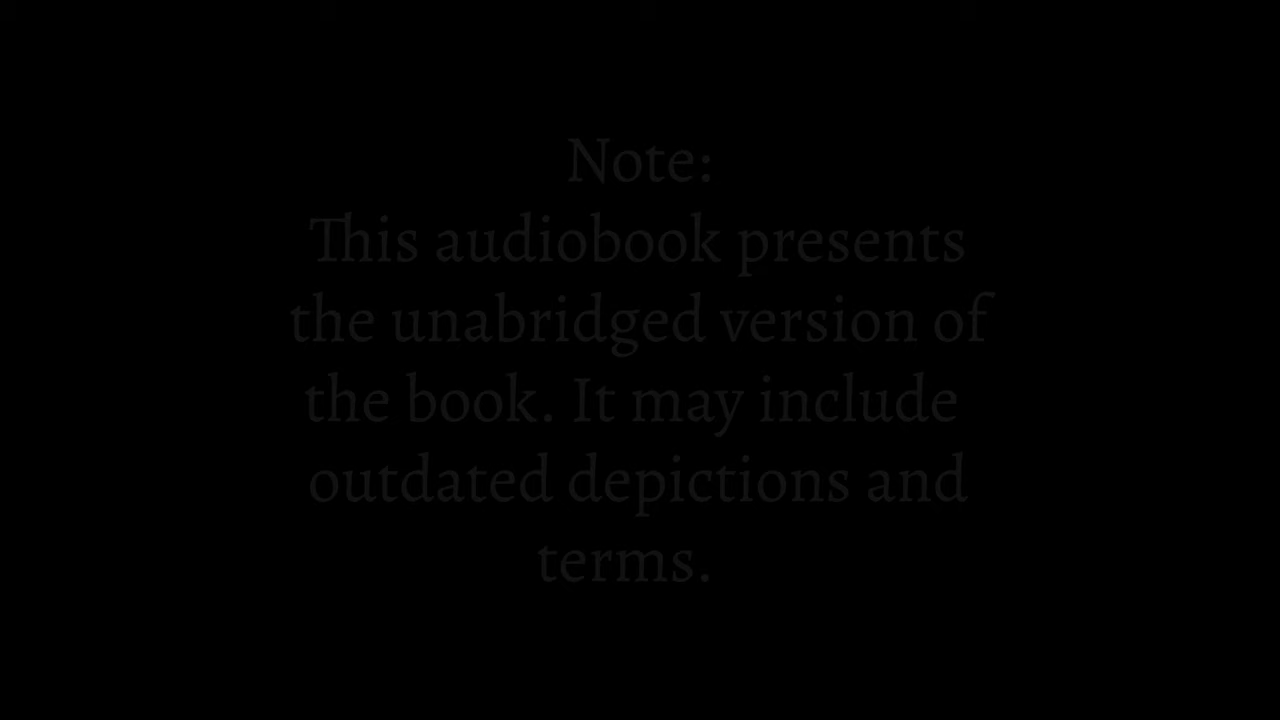 Note:
This audiobook presents
the unabridged version of
the book. It may include
outdated depictions and
terms.